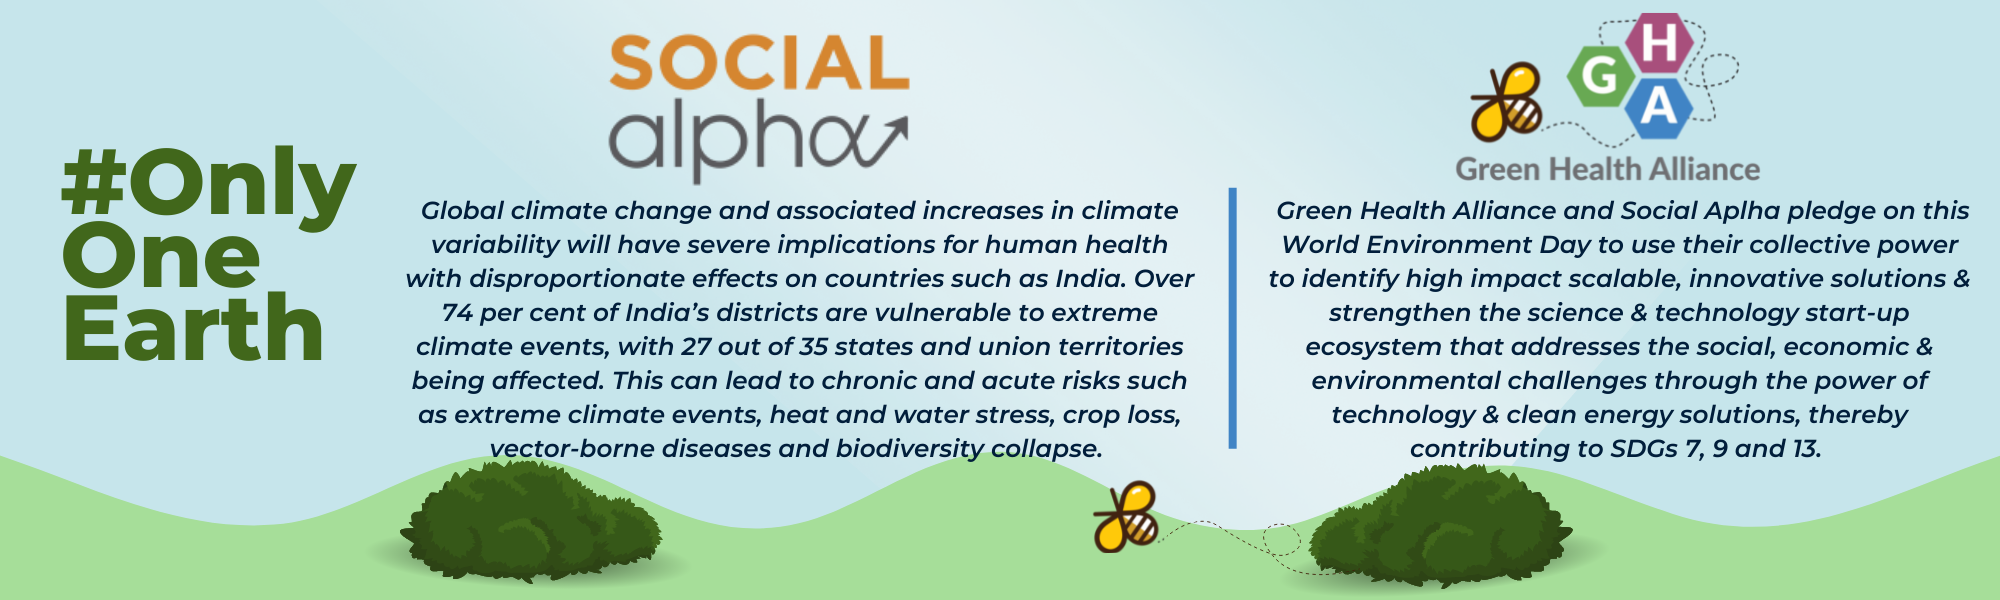 #Only
One
Earth
SOCIAL
alpha
Global climate change and associated increases in climate
variability will have severe implications for human health
with disproportionate effects on countries such as India. Over
74 per cent of India’s districts are vulnerable to extreme
climate events, with 27 out of 35 states and union territories
being affected. This can lead to chronic and acute risks such
as extreme climate events, heat and water stress, crop loss,
vector-borne diseases and biodiversity collapse.
G H A
Green Health Alliance
Green Health Alliance and Social Aplha pledge on this
World Environment Day to use their collective power
to identify high impact scalable, innovative solutions &
strengthen the science & technology start-up
ecosystem that addresses the social, economic &
environmental challenges through the power of
technology & clean energy solutions, thereby
contributing to SDGs 7, 9 and 13.